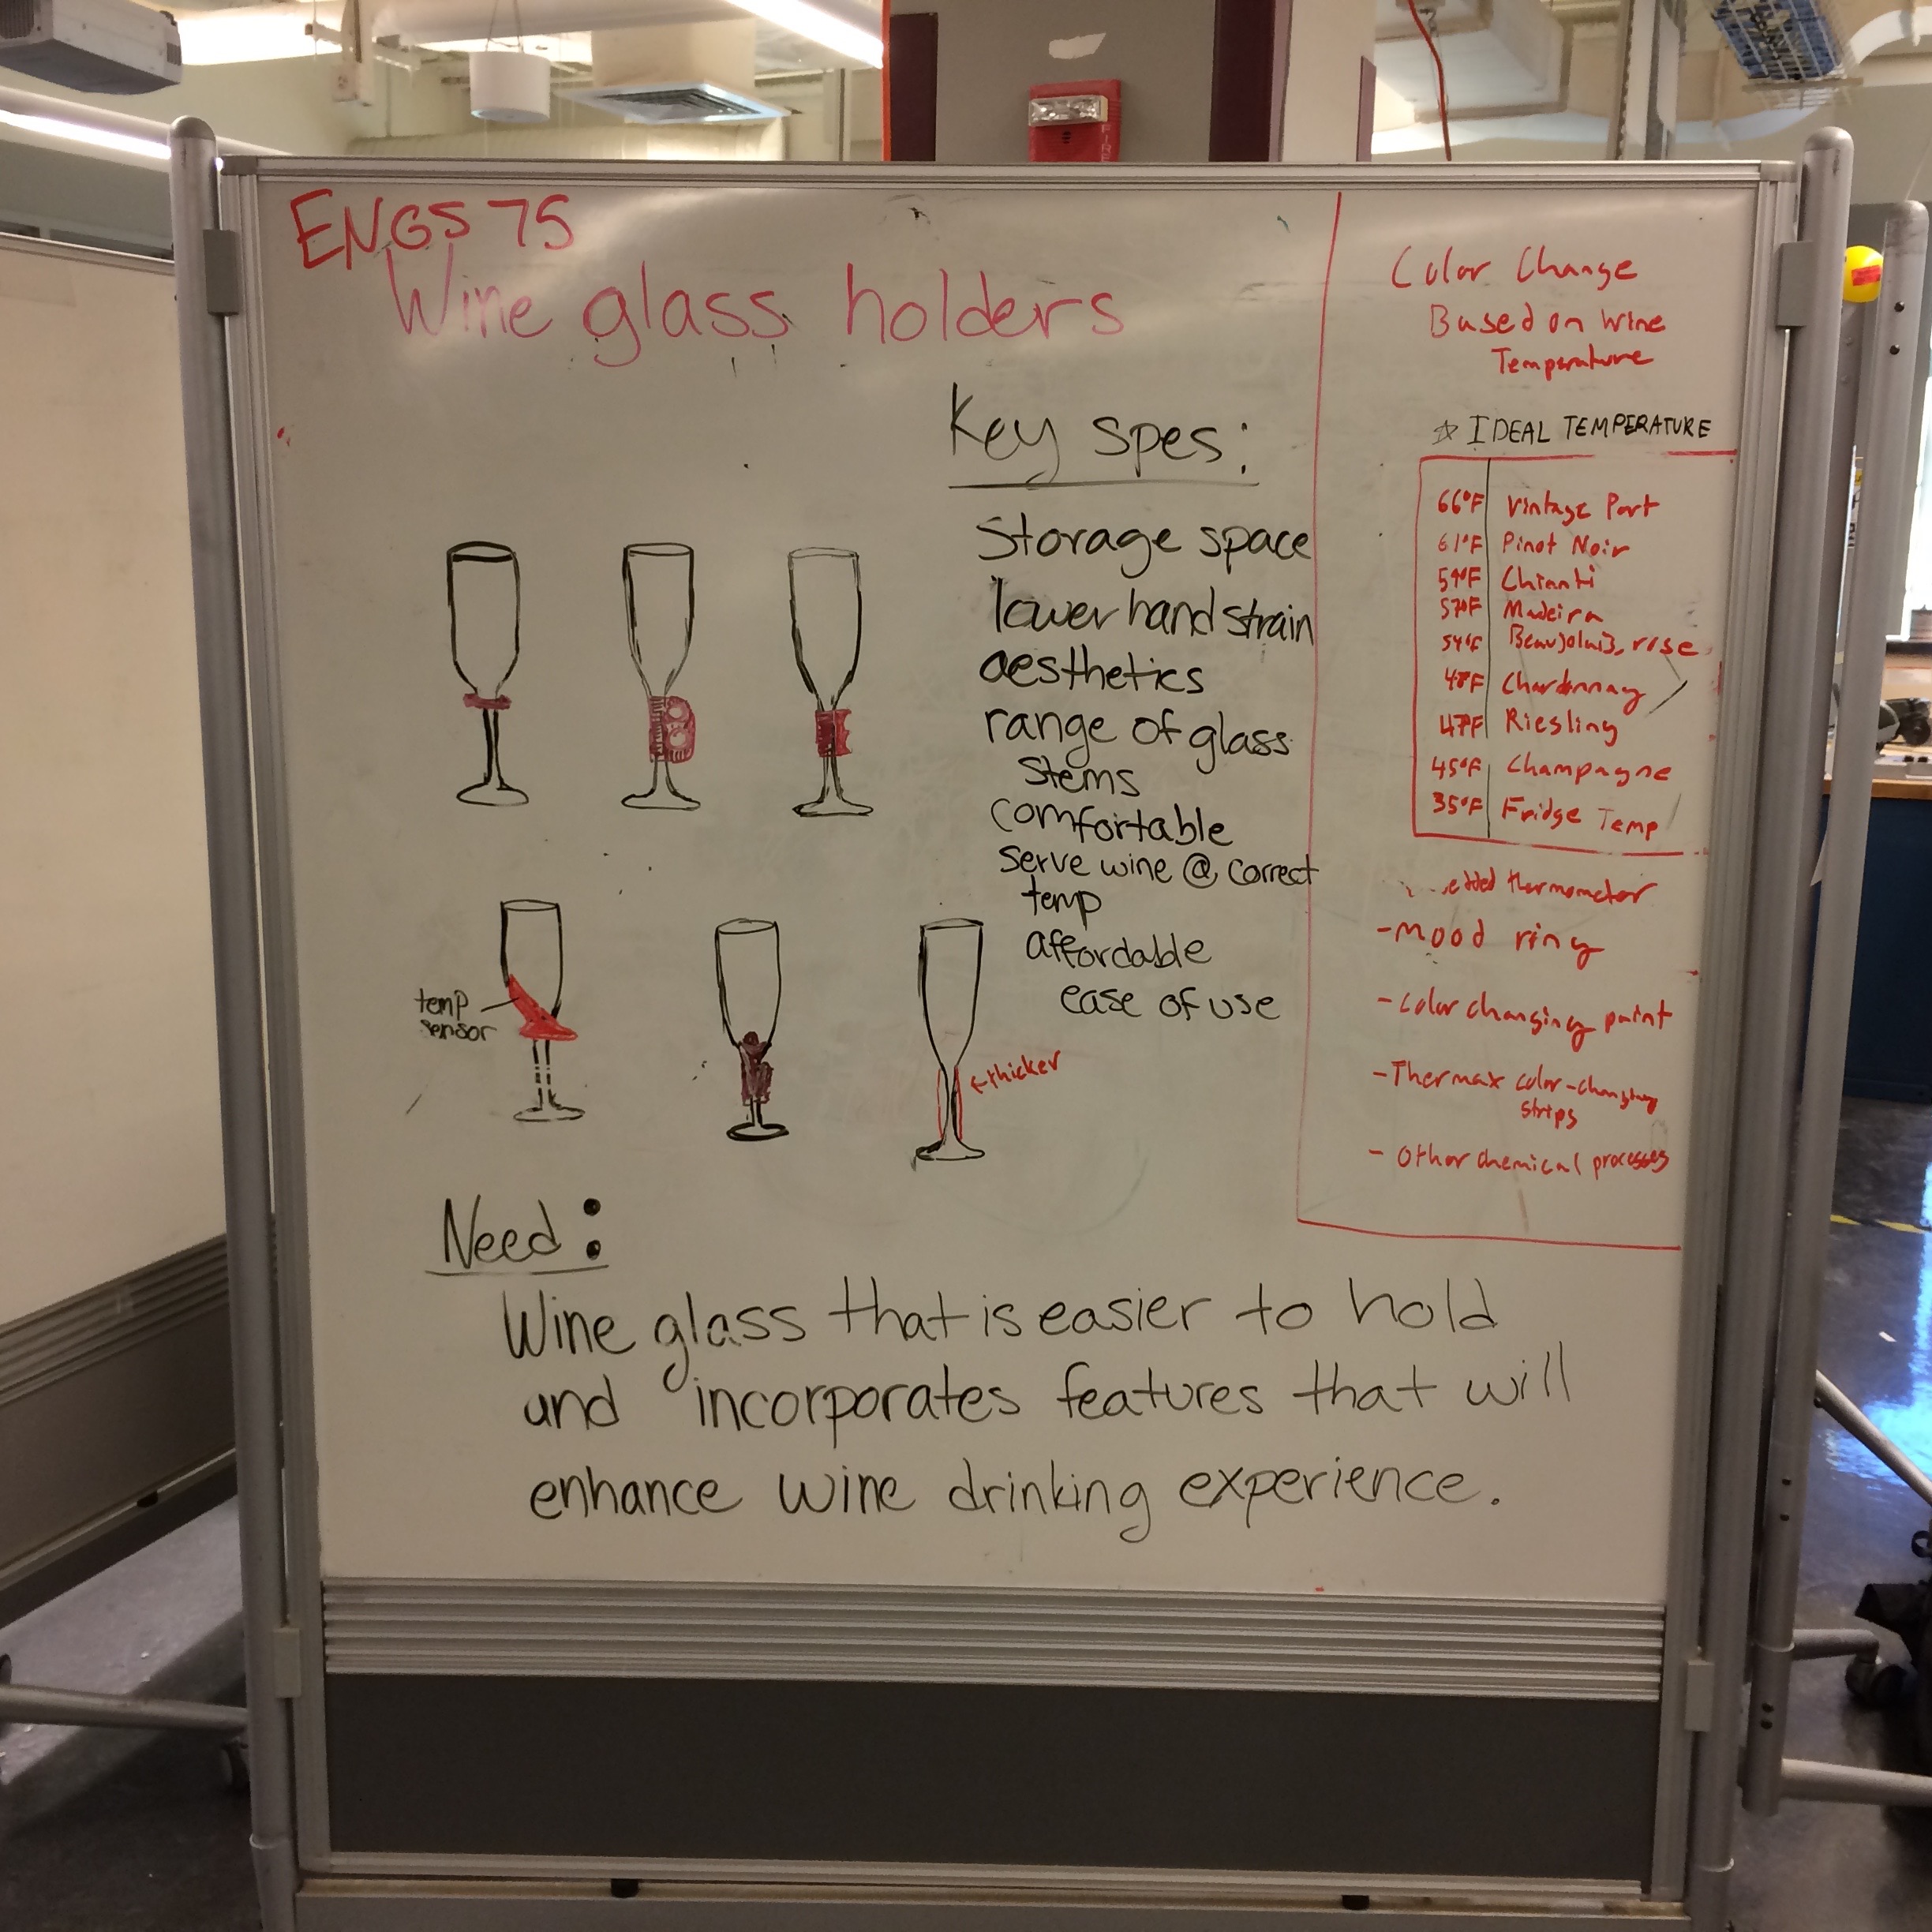 ENGS 75
Wine glass holders
Key spes:
Storage space
lower hand strain
aesthetics
range of glass
stems
comfortable
serve wine @ correct
temp
affordable
ease of use
temp
sensor
←thicker
Need:
Wine glass that is easier to hold
and incorporates features that will
enhance wine drinking experience.
Color Change
Based on Wine
Temperature
☆ IDEAL TEMPERATURE
66°F Vintage Port
61°F Pinot Noir
Chianti
57°F Madeira
54°F Beaujolais, rose
48°F Chardonnay
47°F Riesling
45°F Champagne
35°F Fridge Temp
thermometer
-mood ring
-color changing paint
-Thermax color-changing
strips
- Other chemical processes
FIRE